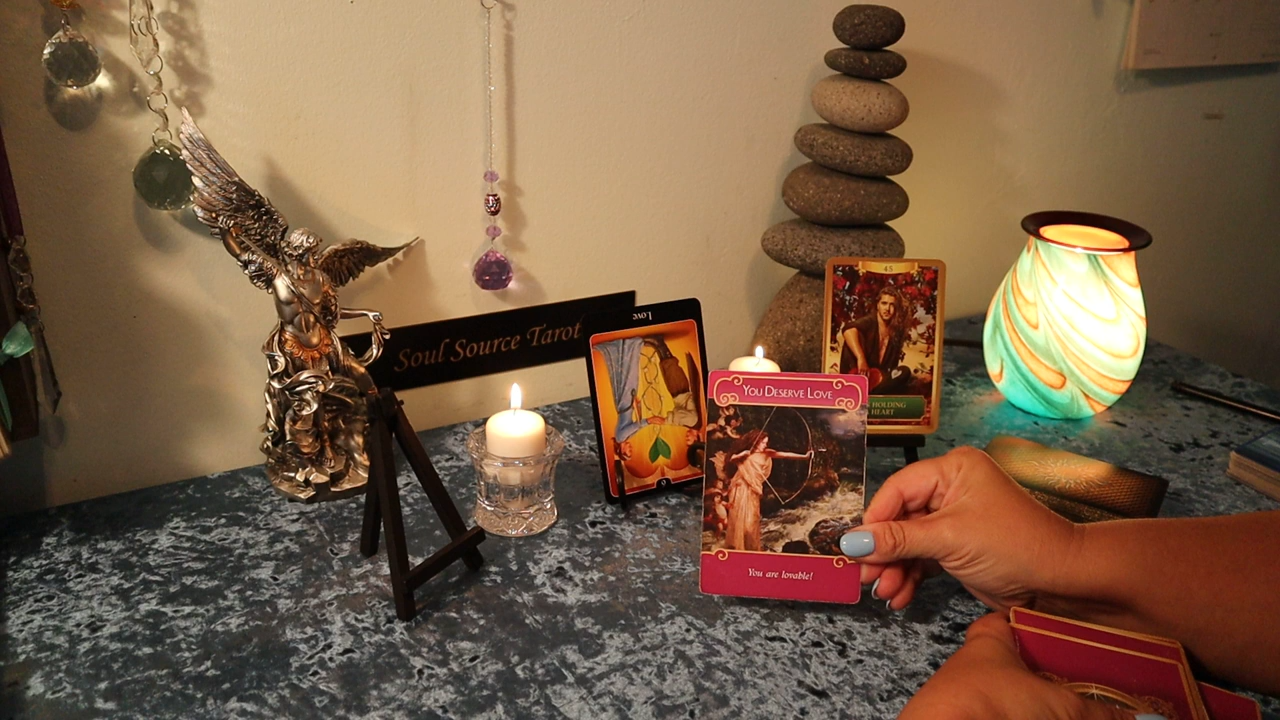 Soul Source Tarot
Love
45
HOLDING
HEART
YOU DESERVE LOVE
You are lovable!